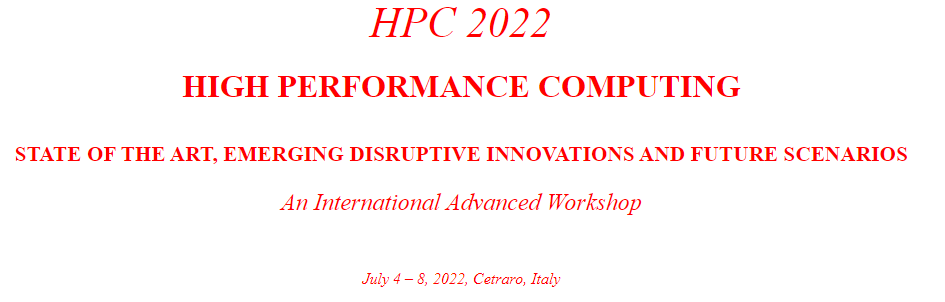 HPC 2022
HIGH PERFORMANCE COMPUTING
STATE OF THE ART, EMERGING DISRUPTIVE INNOVATIONS AND FUTURE SCENARIOS
An International Advanced Workshop
July 4 – 8, 2022, Cetraro, Italy